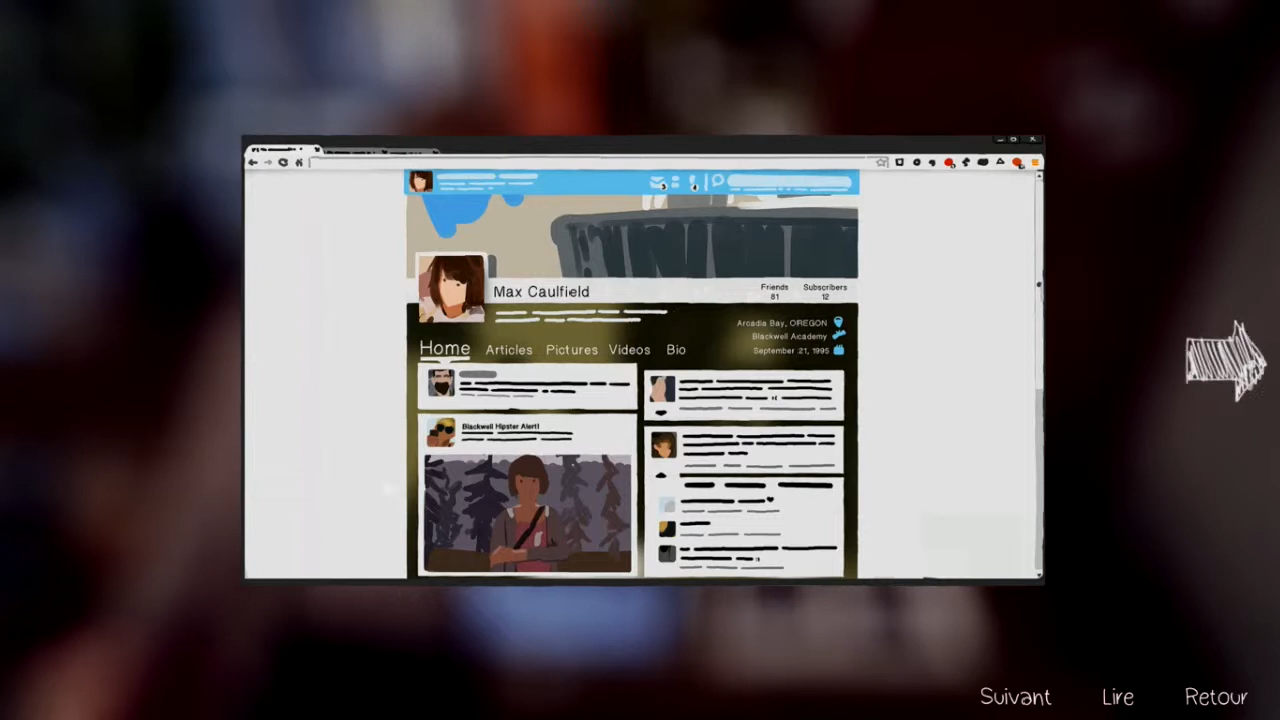 Max Caulfield
Friends
81
Subscribers
12
Arcadia Bay, OREGON
Blackwell Academy
September 21, 1995
Home Articles Pictures Videos Bio
Blackwell Hipster Alert!
Suivant Lire Retour